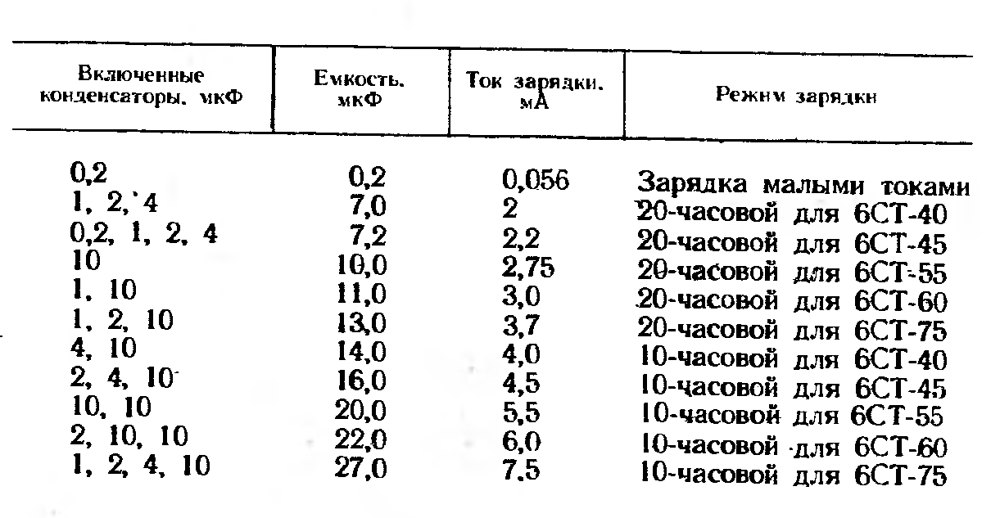 Включенные конденсаторы. мкФ Емкость. мкФ Ток зарядки. мА Режим зарядки
0,2 0,2 0,056 Зарядка малыми токами
1, 2, 4 7,0 2 20-часовой для 6СТ-40
0,2, 1, 2, 4 7,2 2,2 20-часовой для 6СТ-45
10 10,0 2,75 20-часовой для 6СТ-55
1, 10 11,0 3,0 20-часовой для 6СТ-60
1, 2, 10 13,0 3,7 20-часовой для 6СТ-75
4, 10 14,0 4,0 10-часовой для 6СТ-40
2, 4, 10 16,0 4,5 10-часовой для 6СТ-45
10, 10 20,0 5,5 10-часовой для 6СТ-55
2, 10, 10 22,0 6,0 10-часовой для 6СТ-60
1, 2, 4, 10 27,0 7.5 10-часовой для 6СТ-75